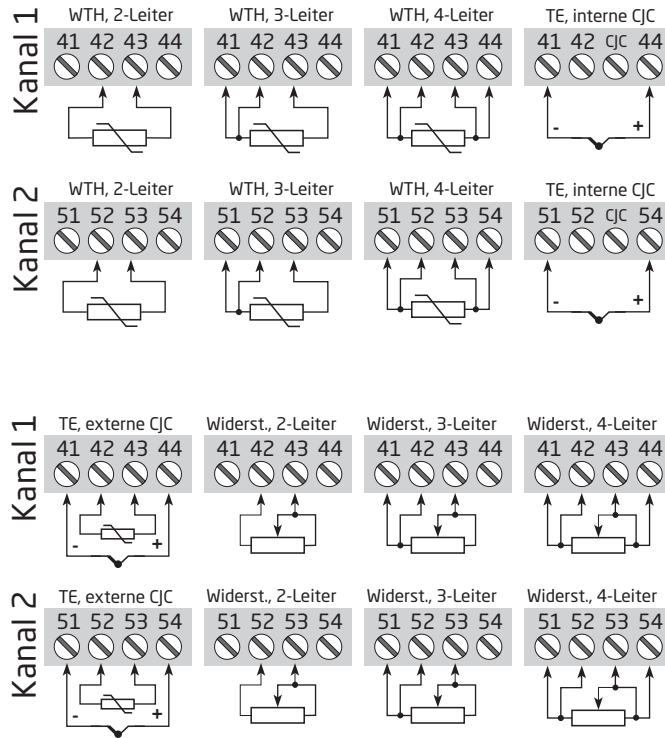 Kanal 1
WTH, 2-Leiter WTH, 3-Leiter WTH, 4-Leiter TE, interne CJC
41 42 43 44 41 42 43 44 41 42 43 44 41 42 CJC 44
- +
Kanal 2
WTH, 2-Leiter WTH, 3-Leiter WTH, 4-Leiter TE, interne CJC
51 52 53 54 51 52 53 54 51 52 53 54 51 52 CJC 54
- +
Kanal 1
TE, externe CJC Widerst., 2-Leiter Widerst., 3-Leiter Widerst., 4-Leiter
41 42 43 44 41 42 43 44 41 42 43 44 41 42 43 44
- +
Kanal 2
TE, externe CJC Widerst., 2-Leiter Widerst., 3-Leiter Widerst., 4-Leiter
51 52 53 54 51 52 53 54 51 52 53 54 51 52 53 54
- +